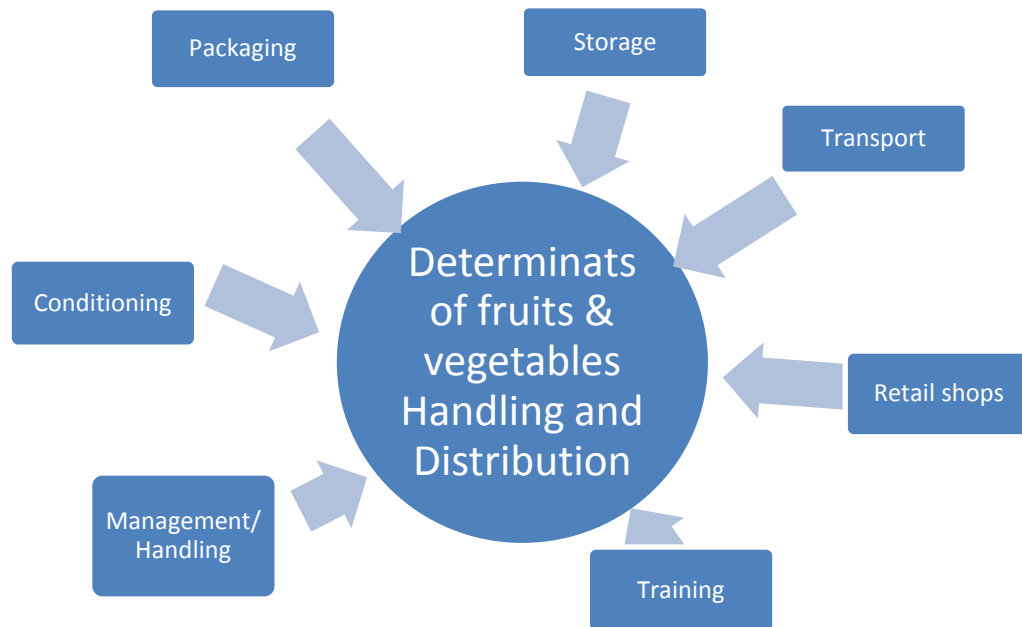 Packaging
Storage
Transport
Conditioning
Determinats
of fruits &
vegetables
Handling and
Distribution
Retail shops
Management/
Handling
Training